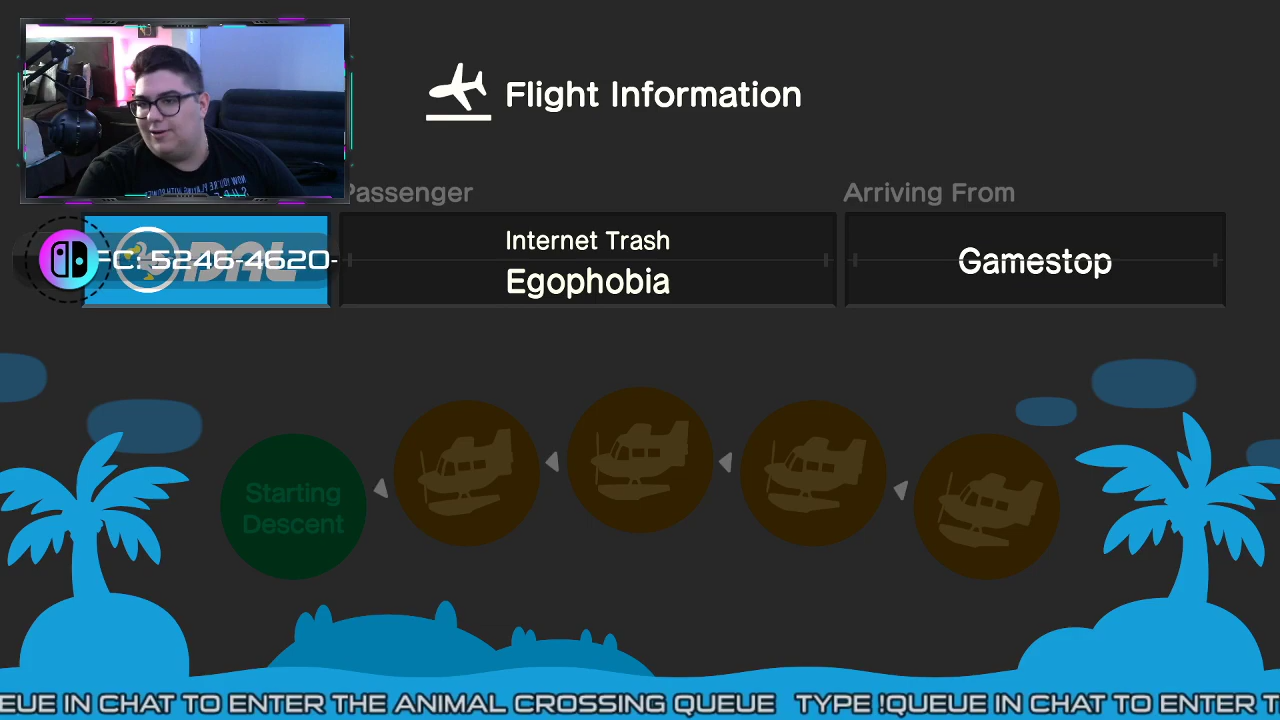 Flight Information
Passenger
Arriving From
FC: 5246-4620-
DAL
Internet Trash
Egophobia
Gamestop
Starting
Descent
EUE IN CHAT TO ENTER THE ANIMAL CROSSING QUEUE TYPE !QUEUE IN CHAT TO ENTER T